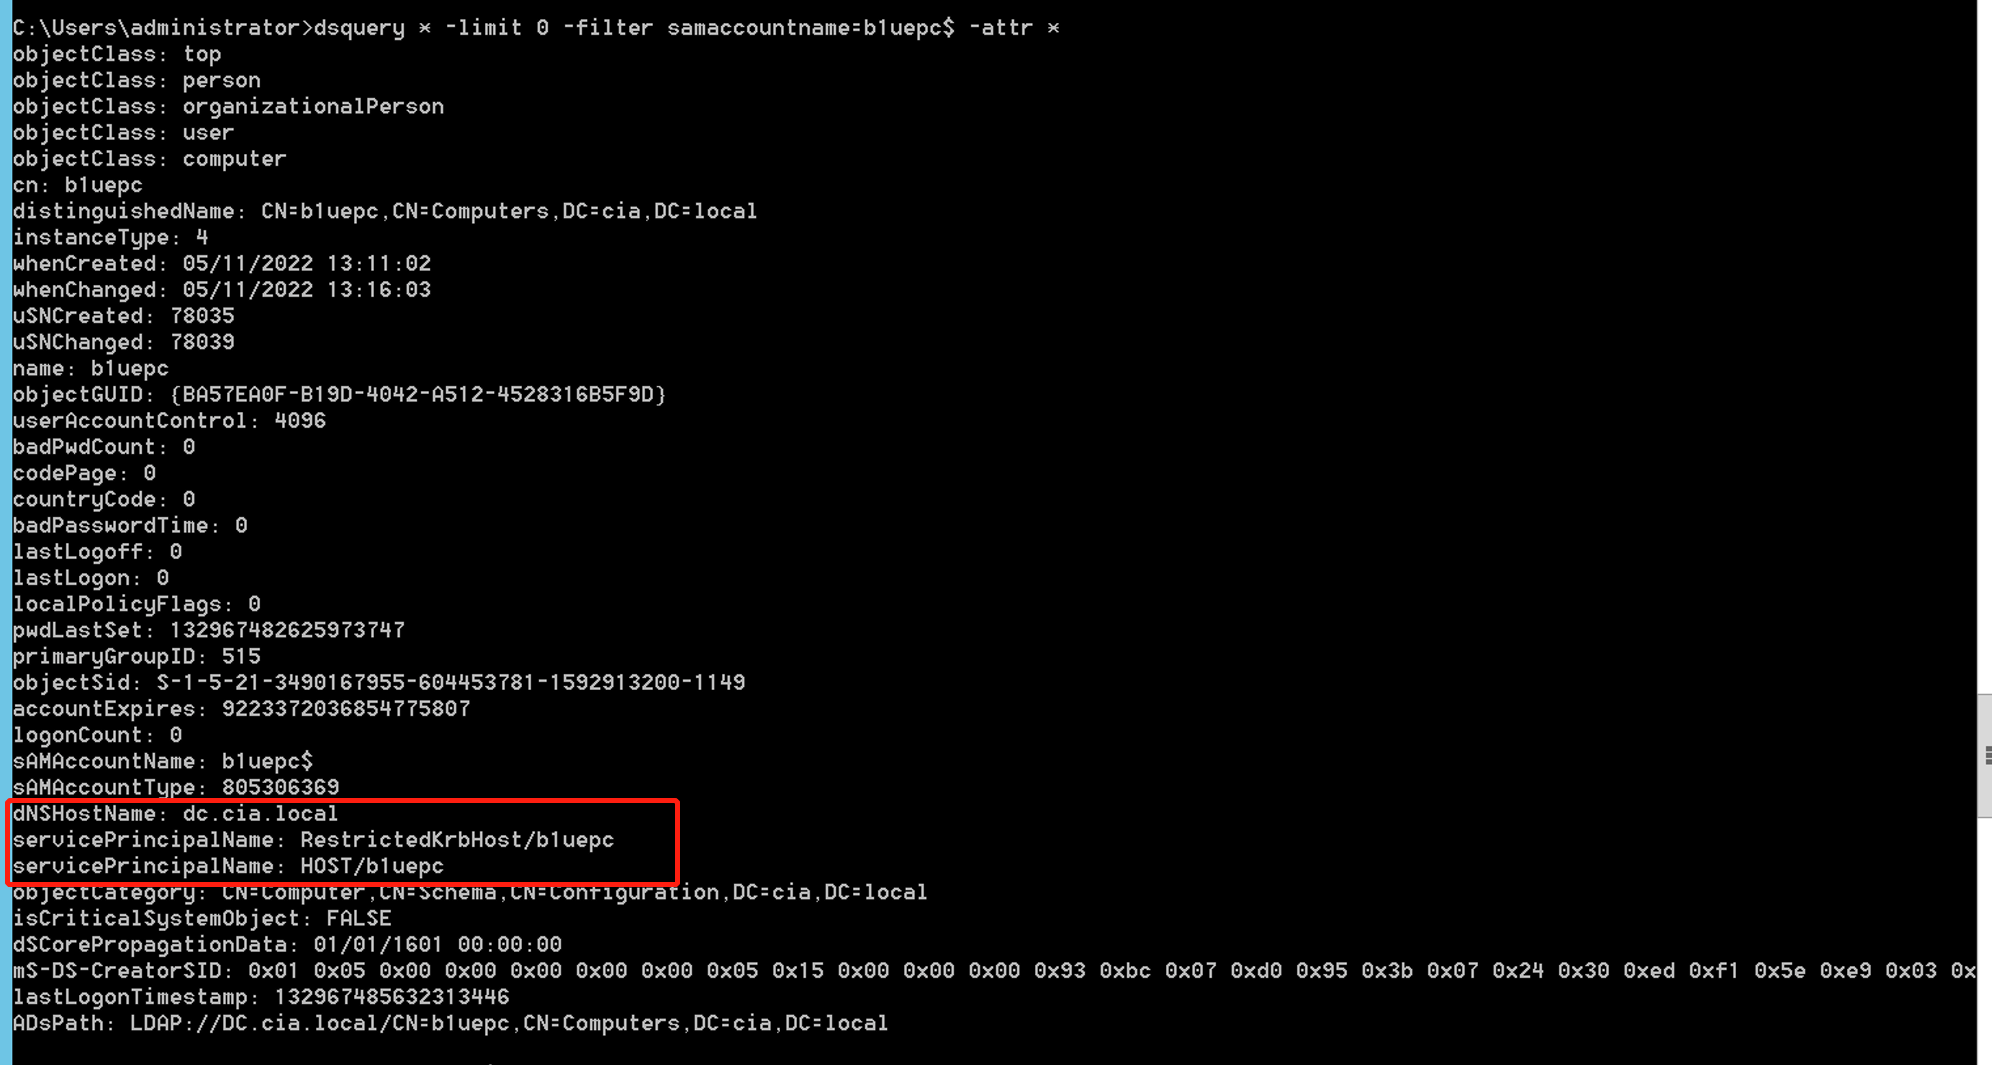 C:\Users\administrator>dsquery * -limit 0 -filter samaccountname=b1uepc$ -attr *
objectClass: top
objectClass: person
objectClass: organizationalPerson
objectClass: user
objectClass: computer
cn: b1uepc
distinguishedName: CN=b1uepc,CN=Computers,DC=cia,DC=local
instanceType: 4
whenCreated: 05/11/2022 13:11:02
whenChanged: 05/11/2022 13:16:03
uSNCreated: 78035
uSNChanged: 78039
name: b1uepc
objectGUID: {BA57EA0F-B19D-4042-A512-4528316B5F9D}
userAccountControl: 4096
badPwdCount: 0
codePage: 0
countryCode: 0
badPasswordTime: 0
lastLogoff: 0
lastLogon: 0
localPolicyFlags: 0
pwdLastSet: 132967482625973747
primaryGroupID: 515
objectSid: S-1-5-21-3490167955-604453781-1592913200-1149
accountExpires: 9223372036854775807
logonCount: 0
sAMAccountName: b1uepc$
sAMAccountType: 805306369
dNSHostName: dc.cia.local
servicePrincipalName: RestrictedKrbHost/b1uepc
servicePrincipalName: HOST/b1uepc
objectCategory: CN=Computer,CN=Schema,CN=Configuration,DC=cia,DC=local
isCriticalSystemObject: FALSE
dSCorePropagationData: 01/01/1601 00:00:00
mS-DS-CreatorSID: 0x01 0x05 0x00 0x00 0x00 0x00 0x00 0x05 0x15 0x00 0x00 0x00 0x93 0xbc 0x07 0xd0 0x95 0x3b 0x07 0x24 0x30 0xed 0xf1 0x5e 0xe9 0x03 0x
lastLogonTimestamp: 132967485632313446
ADsPath: LDAP://DC.cia.local/CN=b1uepc,CN=Computers,DC=cia,DC=local